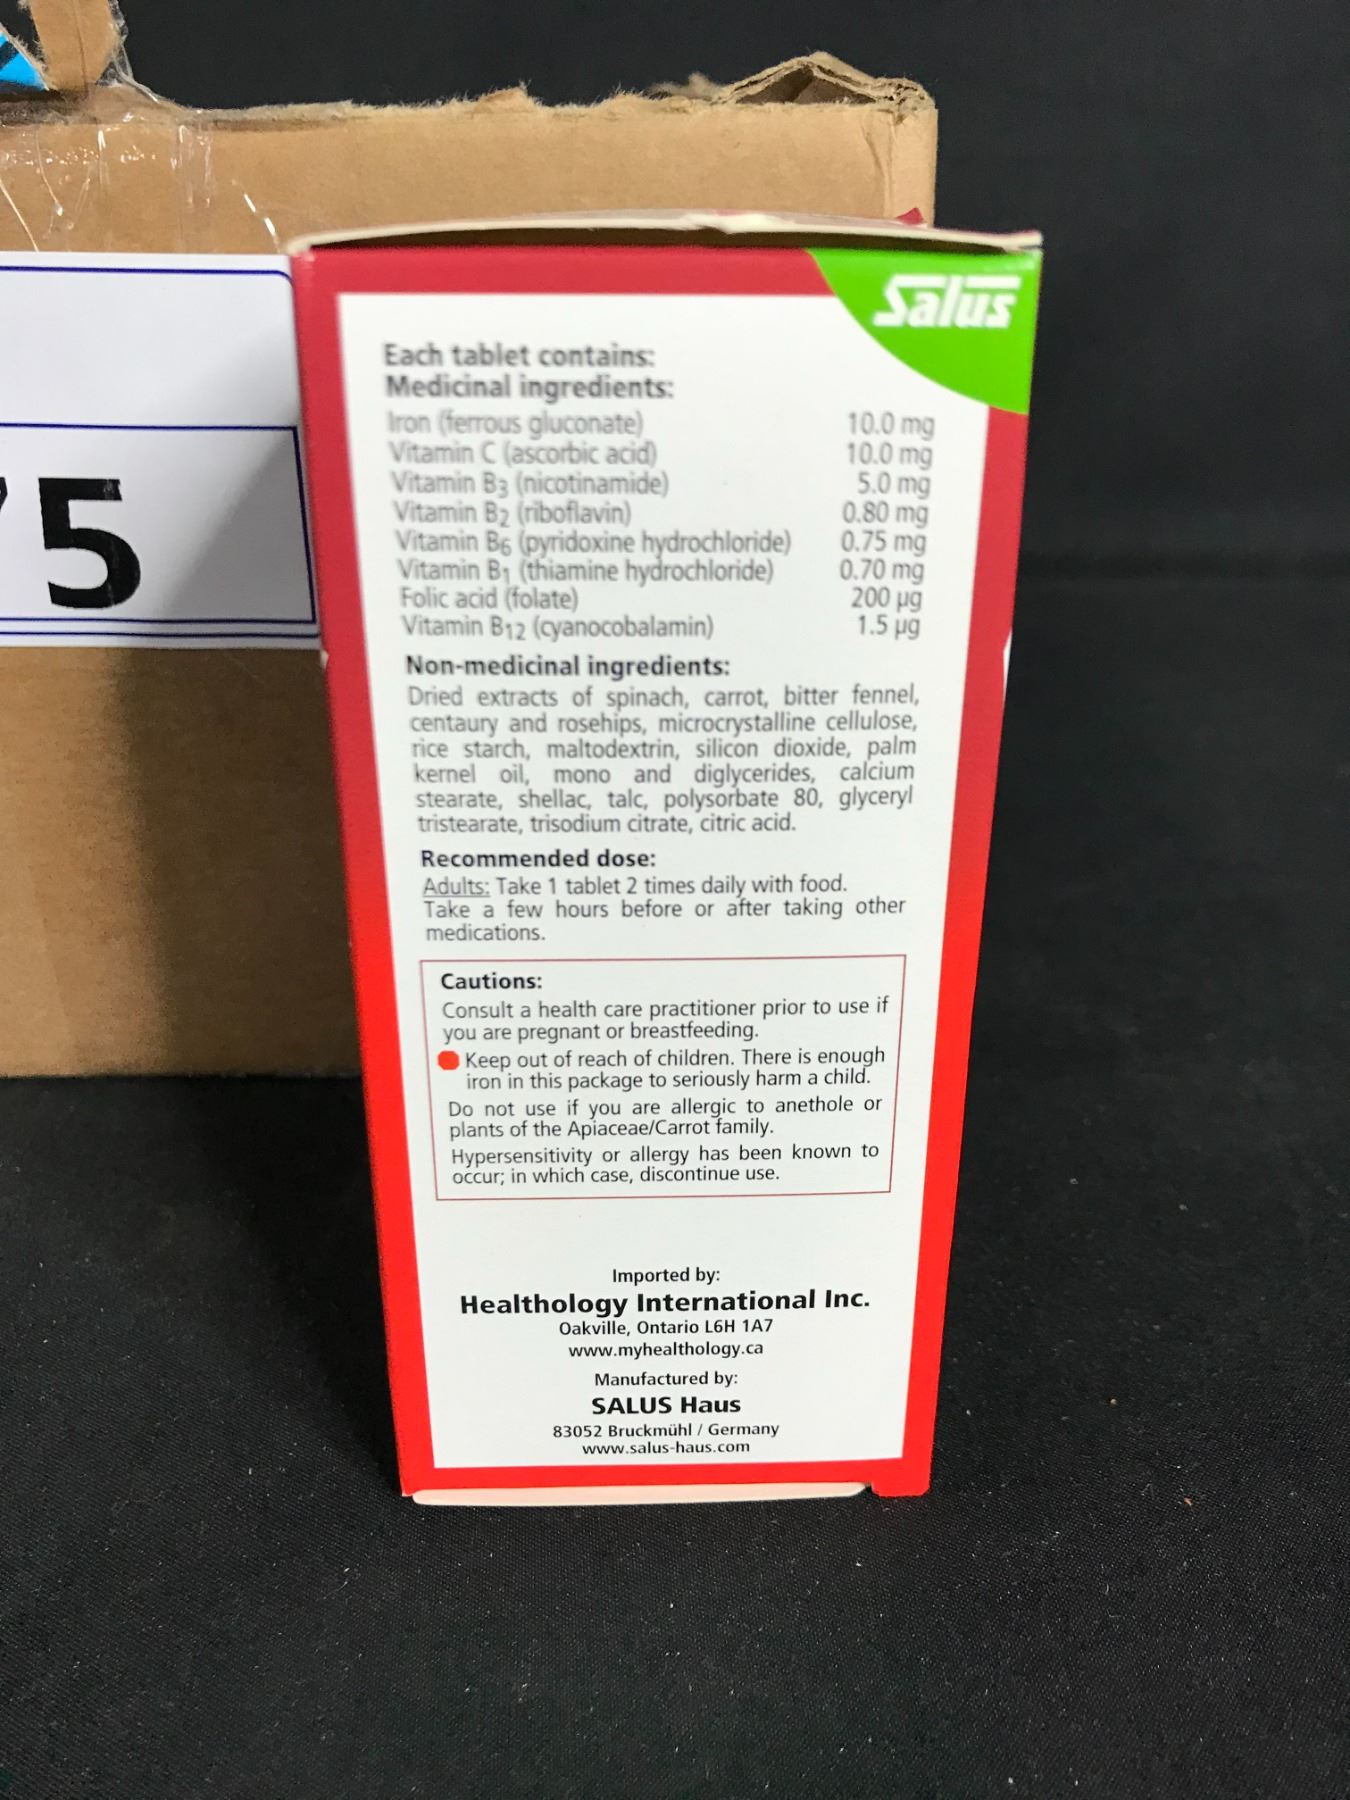 Salus
75
Each tablet contains:
Medicinal ingredients:
Iron (ferrous gluconate) 10.0 mg
Vitamin C (ascorbic acid) 10.0 mg
Vitamin B3 (nicotinamide) 5.0 mg
Vitamin B2 (riboflavin) 0.80 mg
Vitamin B6 (pyridoxine hydrochloride) 0.75 mg
Vitamin B1 (thiamine hydrochloride) 0.70 mg
Folic acid (folate) 200 µg
Vitamin B12 (cyanocobalamin) 1.5 µg
Non-medicinal ingredients:
Dried extracts of spinach, carrot, bitter fennel,
centaury and rosehips, microcrystalline cellulose,
rice starch, maltodextrin, silicon dioxide, palm
kernel oil, mono and diglycerides, calcium
stearate, shellac, talc, polysorbate 80, glyceryl
tristearate, trisodium citrate, citric acid.
Recommended dose:
Adults: Take 1 tablet 2 times daily with food.
Take a few hours before or after taking other
medications.
Cautions:
Consult a health care practitioner prior to use if
you are pregnant or breastfeeding.
Keep out of reach of children. There is enough
iron in this package to seriously harm a child.
Do not use if you are allergic to anethole or
plants of the Apiaceae/Carrot family.
Hypersensitivity or allergy has been known to
occur; in which case, discontinue use.
Imported by:
Healthology International Inc.
Oakville, Ontario L6H 1A7
www.myhealthology.ca
Manufactured by:
SALUS Haus
83052 Bruckmühl / Germany
www.salus-haus.com